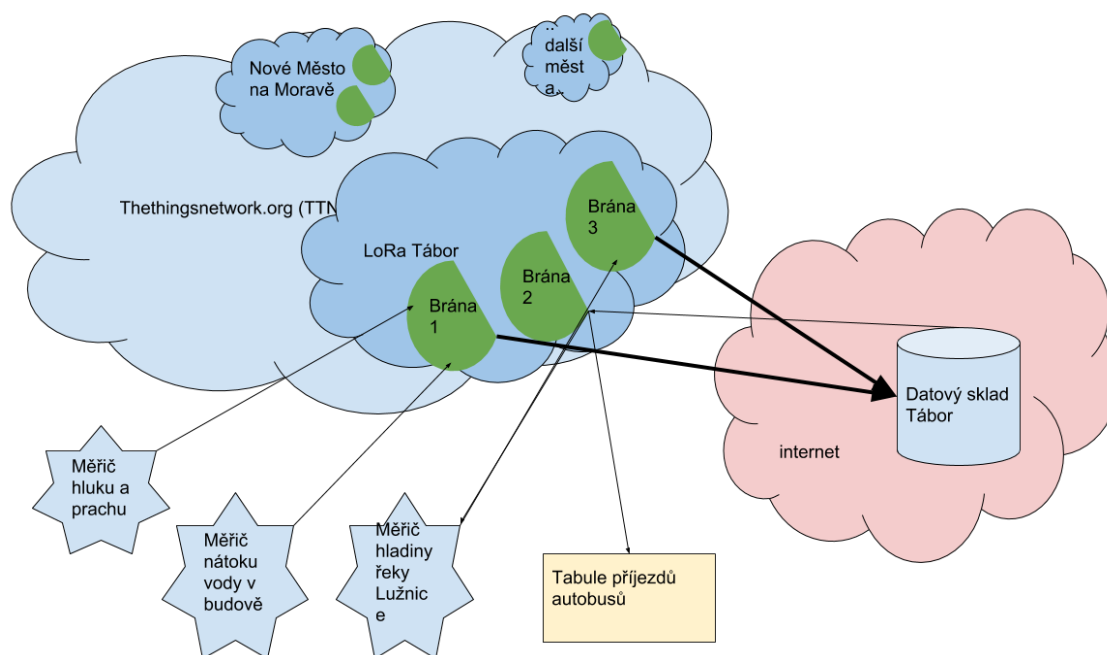 Nové Město
na Moravě
..
další
měst
a..
Thethingsnetwork.org (TTN
LoRa Tábor
Brána
3
Brána
2
Brána
1
Datový sklad
Tábor
internet
Měřič
hluku a
prachu
Měřič
nátoku
vody v
budově
Měřič
hladiny
řeky
Lužnic
e
Tabule příjezdů
autobusů